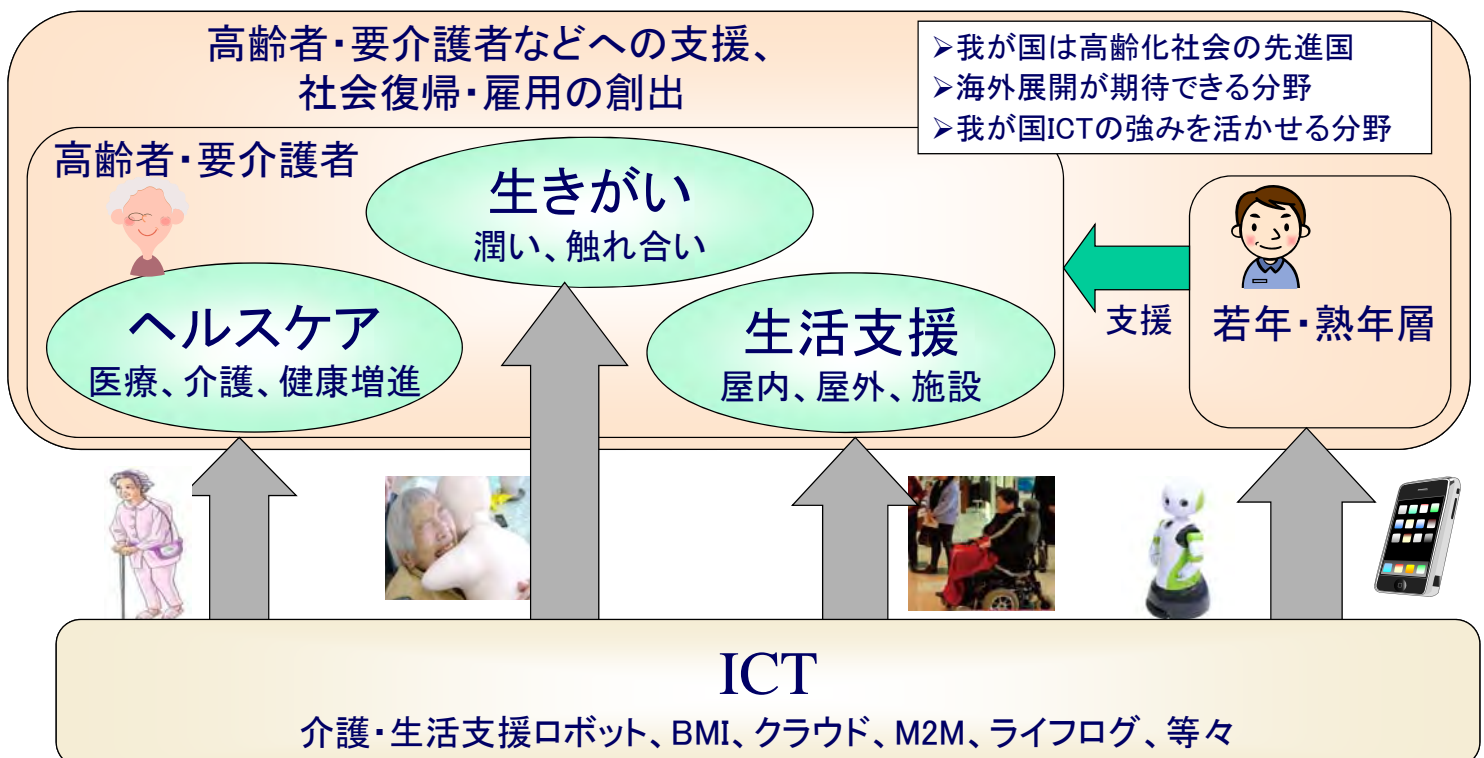 高齢者・要介護者などへの支援、
社会復帰・雇用の創出
➢我が国は高齢化社会の先進国
➢海外展開が期待できる分野
➢我が国ICTの強みを活かせる分野
高齢者・要介護者
生きがい
潤い、触れ合い
ヘルスケア
医療、介護、健康増進
生活支援
屋内、屋外、施設
支援
若年・熟年層
ICT
介護・生活支援ロボット、BMI、クラウド、M2M、ライフログ、等々